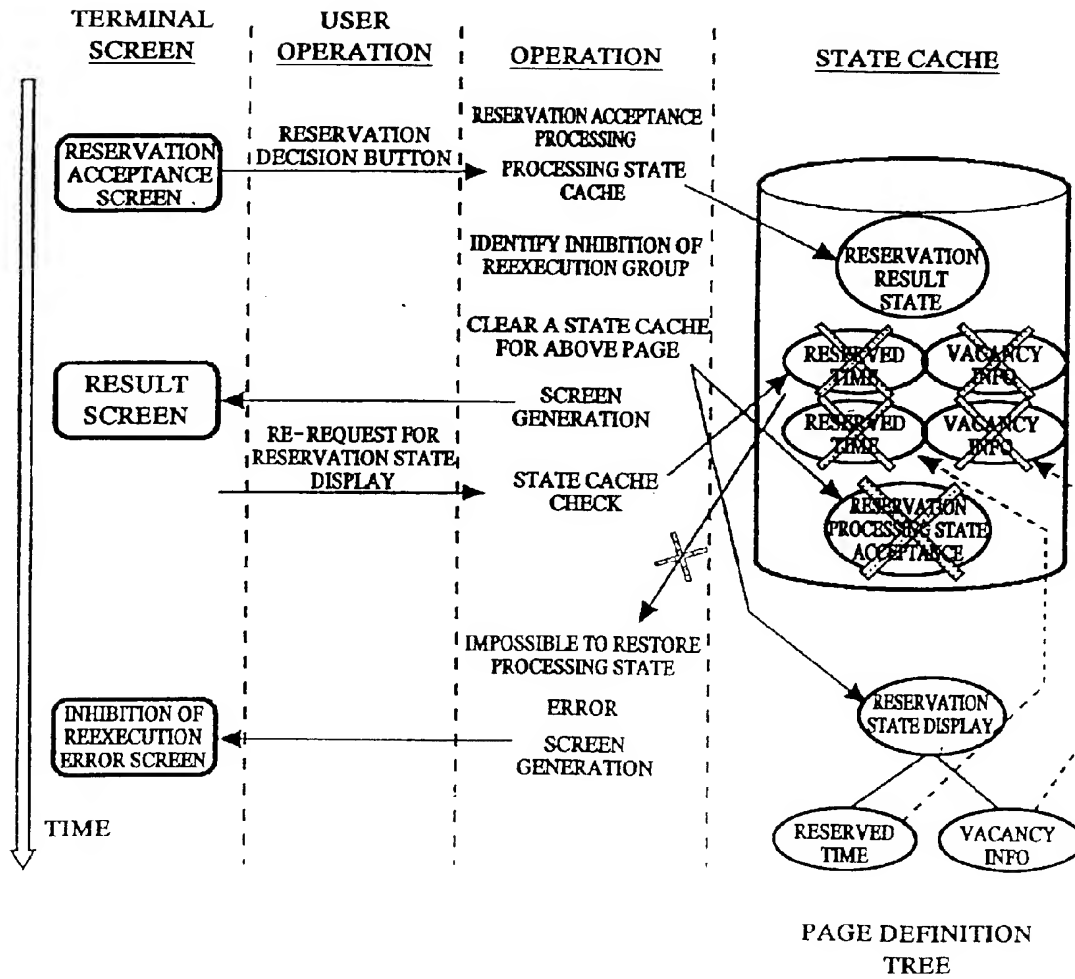 TERMINAL
SCREEN
USER
OPERATION
OPERATION
STATE CACHE
RESERVATION
ACCEPTANCE
SCREEN
RESERVATION
DECISION BUTTON
RESERVATION ACCEPTANCE
PROCESSING
PROCESSING STATE
CACHE
IDENTIFY INHIBITION OF
REEXECUTION GROUP
RESERVATION
RESULT
STATE
CLEAR A STATE CACHE
FOR ABOVE PAGE
RESERVED
TIME
VACANCY
INFO
RESULT
SCREEN
SCREEN
GENERATION
RESERVED
TIME
VACANCY
INFO
RE-REQUEST FOR
RESERVATION STATE
DISPLAY
STATE CACHE
CHECK
RESERVATION
PROCESSING STATE
ACCEPTANCE
IMPOSSIBLE TO RESTORE
PROCESSING STATE
INHIBITION OF
REEXECUTION
ERROR SCREEN
ERROR
SCREEN
GENERATION
RESERVATION
STATE DISPLAY
TIME
RESERVED
TIME
VACANCY
INFO
PAGE DEFINITION
TREE